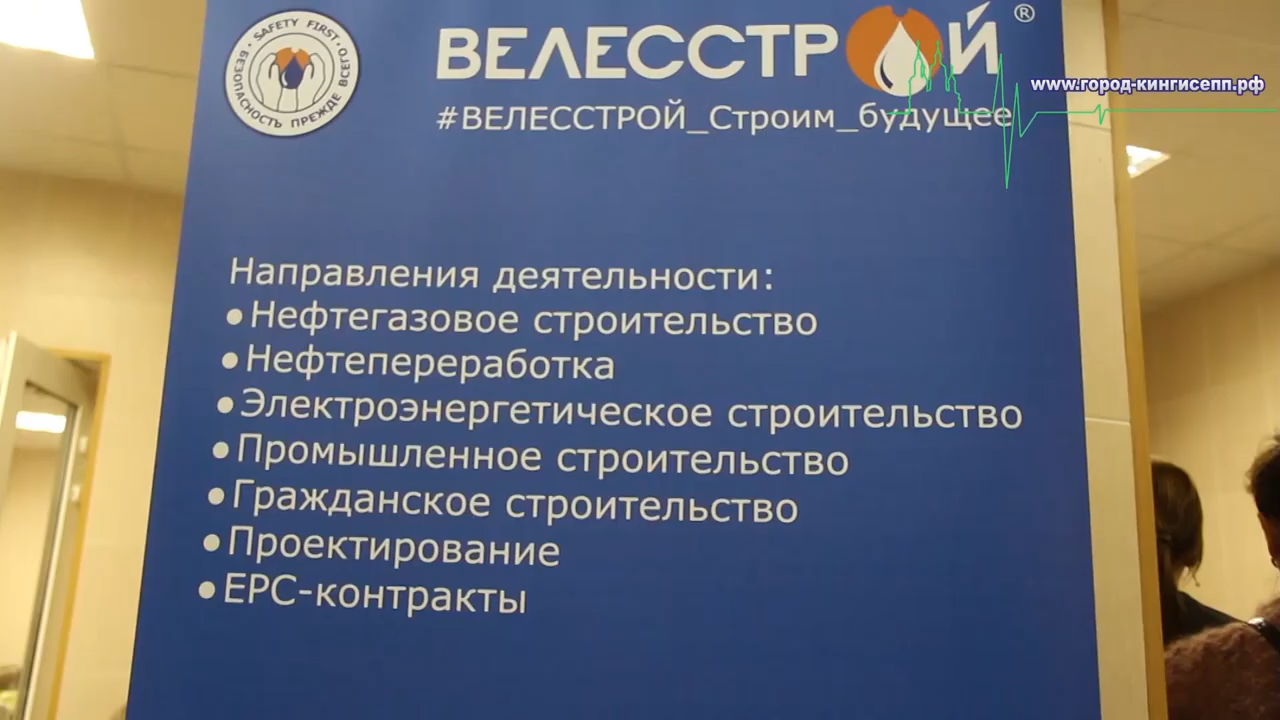 SAFETY FIRST
БЕЗОПАСНОСТЬ ПРЕЖДЕ ВСЕГО
ВЕЛЕССТРОЙ®
#ВЕЛЕССТРОЙ_Строим_будущее
www.город-кингисепп.рф
Направления деятельности:
•Нефтегазовое строительство
•Нефтепереработка
•Электроэнергетическое строительство
•Промышленное строительство
•Гражданское строительство
•Проектирование
•EPC-контракты